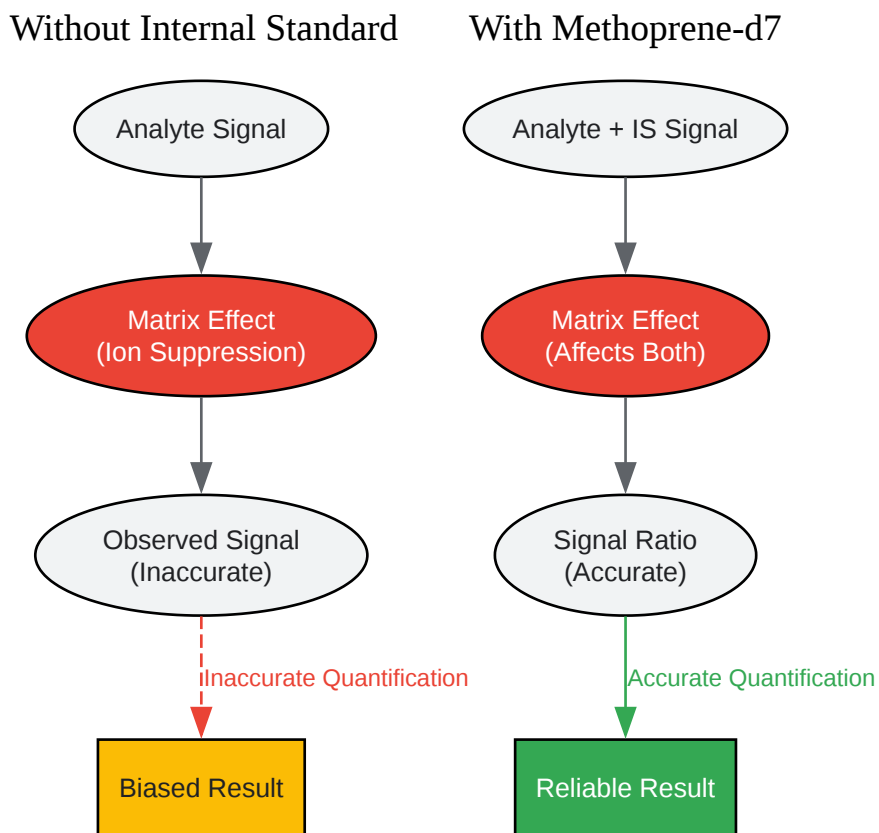 Without Internal Standard
Analyte Signal
Matrix Effect
(Ion Suppression)
Observed Signal
(Inaccurate)
Inaccurate Quantification
Biased Result
With Methoprene-d7
Analyte + IS Signal
Matrix Effect
(Affects Both)
Signal Ratio
(Accurate)
Accurate Quantification
Reliable Result